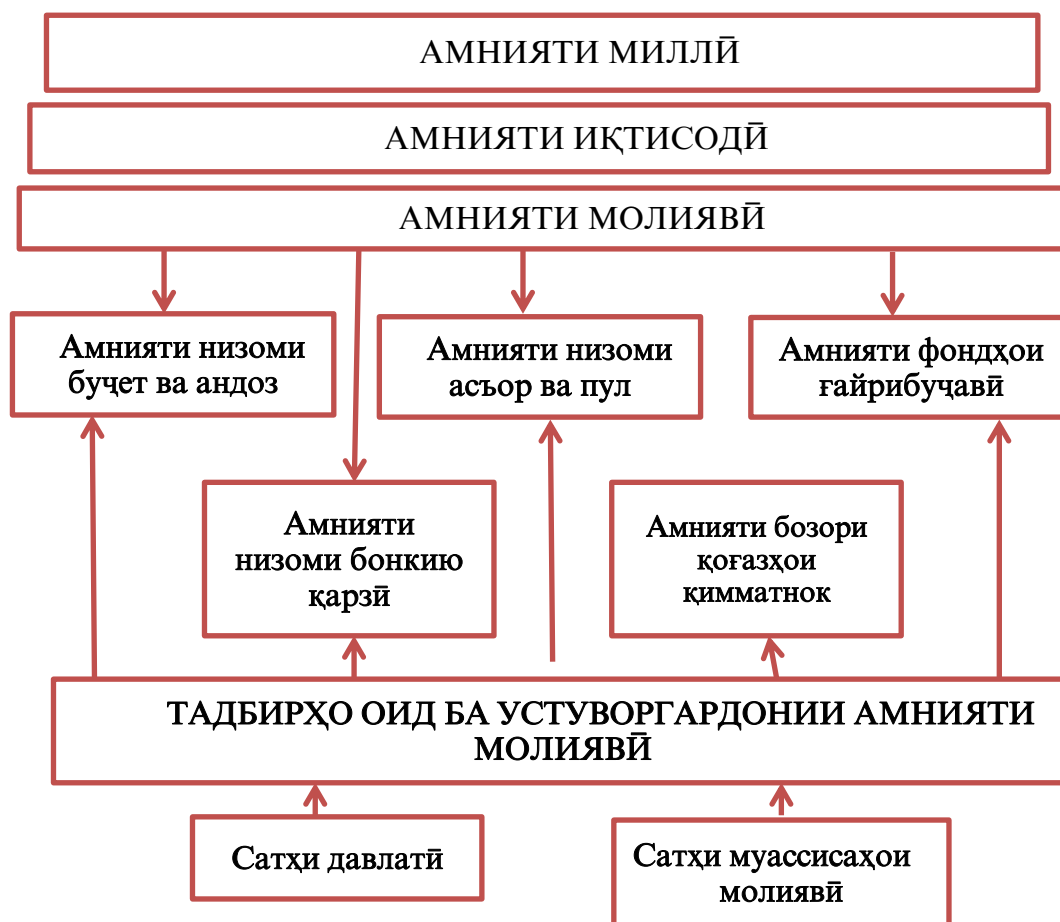 АМНИЯТИ МИЛЛӢ
АМНИЯТИ ИҚТИСОДӢ
АМНИЯТИ МОЛИЯВӢ
Амнияти низоми
буҷет ва андоз
Амнияти низоми
асъор ва пул
Амнияти фондҳои
ғайрибуҷавӣ
Амнияти
низоми бонкию
қарзӣ
Амнияти бозори
қоғазҳои
қимматнок
ТАДБИРҲО ОИД БА УСТУВОРГАРДОНИИ АМНИЯТИ
МОЛИЯВӢ
Сатҳи давлатӣ
Сатҳи муассисаҳои
молиявӣ